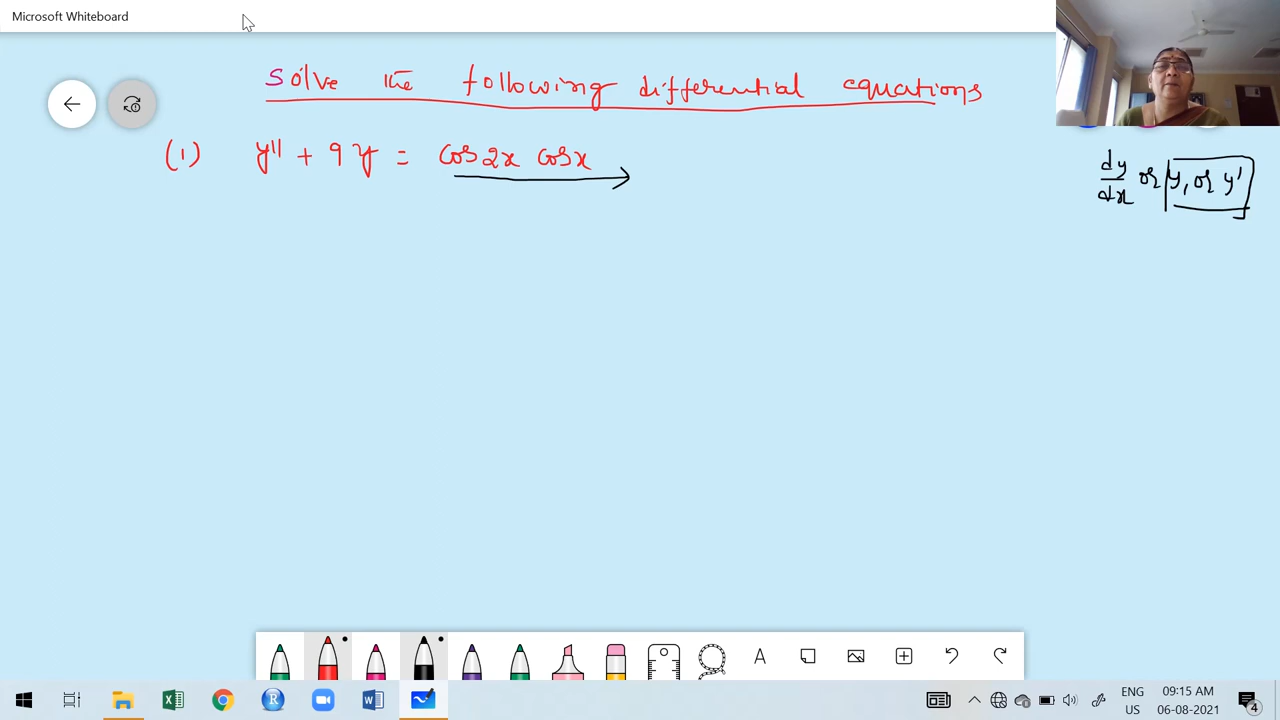 Microsoft Whiteboard
Solve the following differential equations
(1) y'' + 9y = cos2x cosx
dy/dx or y, or y'
A
ENG
US
09:15 AM
06-08-2021
4